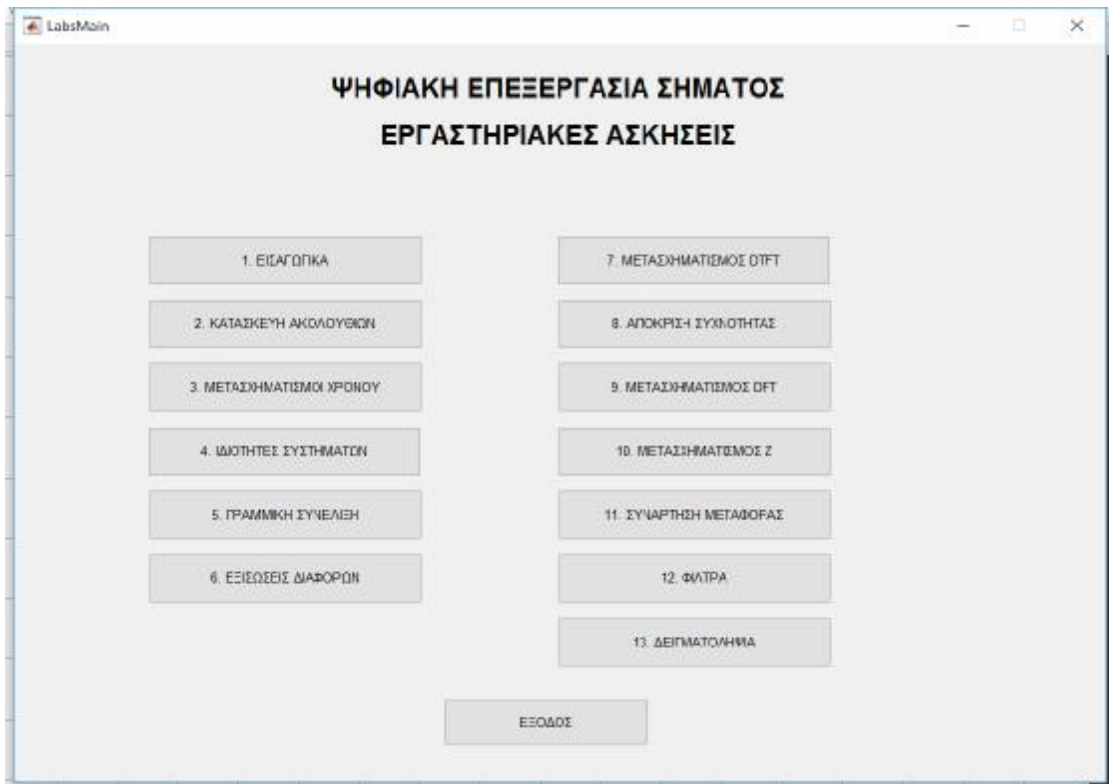 LabsMain
ΨΗΦΙΑΚΗ ΕΠΕΞΕΡΓΑΣΙΑ ΣΗΜΑΤΟΣ
ΕΡΓΑΣΤΗΡΙΑΚΕΣ ΑΣΚΗΣΕΙΣ
1. ΕΙΣΑΓΩΓΙΚΑ
2. ΚΑΤΑΣΚΕΥΗ ΑΚΟΛΟΥΘΙΩΝ
3. ΜΕΤΑΣΧΗΜΑΤΙΣΜΟΙ ΧΡΟΝΟΥ
4. ΙΔΙΟΤΗΤΕΣ ΣΥΣΤΗΜΑΤΩΝ
5. ΓΡΑΜΜΙΚΗ ΣΥΝΕΛΙΞΗ
6. ΕΞΙΣΩΣΕΙΣ ΔΙΑΦΟΡΩΝ
7. ΜΕΤΑΣΧΗΜΑΤΙΣΜΟΣ DTFT
8. ΑΠΟΚΡΙΣΗ ΣΥΧΝΟΤΗΤΑΣ
9. ΜΕΤΑΣΧΗΜΑΤΙΣΜΟΣ DFT
10. ΜΕΤΑΣΧΗΜΑΤΙΣΜΟΣ Ζ
11. ΣΥΝΑΡΤΗΣΗ ΜΕΤΑΦΟΡΑΣ
12. ΦΙΛΤΡΑ
13. ΔΕΙΓΜΑΤΟΛΗΨΙΑ
ΕΞΟΔΟΣ